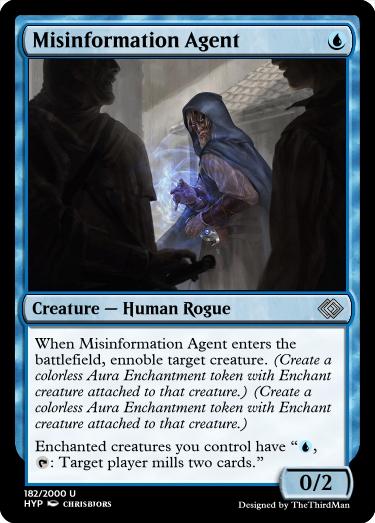 Misinformation Agent
Creature — Human Rogue
When Misinformation Agent enters the
battlefield, ennoble target creature. (Create a
colorless Aura Enchantment token with Enchant
creature attached to that creature.) (Create a
colorless Aura Enchantment token with Enchant
creature attached to that creature.)
Enchanted creatures you control have “ ,
: Target player mills two cards.”
0/2
182/2000 U
HYP CHRISBJORS
Designed by TheThirdMan